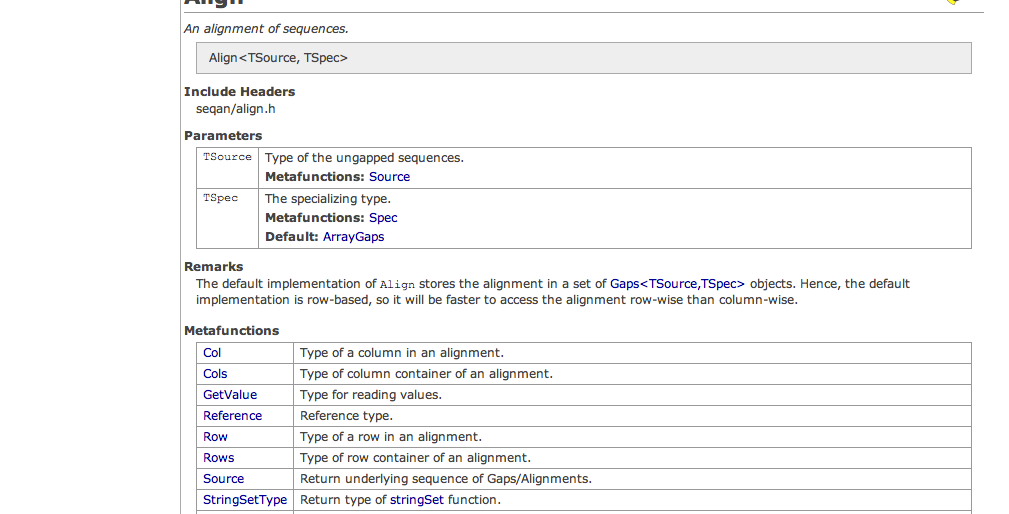 Align
An alignment of sequences.
Align<TSource, TSpec>
Include Headers
seqan/align.h
Parameters
TSource Type of the ungapped sequences.
Metafunctions: Source
TSpec The specializing type.
Metafunctions: Spec
Default: ArrayGaps
Remarks
The default implementation of Align stores the alignment in a set of Gaps<TSource,TSpec> objects. Hence, the default
implementation is row-based, so it will be faster to access the alignment row-wise than column-wise.
Metafunctions
Col Type of a column in an alignment.
Cols Type of column container of an alignment.
GetValue Type for reading values.
Reference Reference type.
Row Type of a row in an alignment.
Rows Type of row container of an alignment.
Source Return underlying sequence of Gaps/Alignments.
StringSetType Return type of stringSet function.